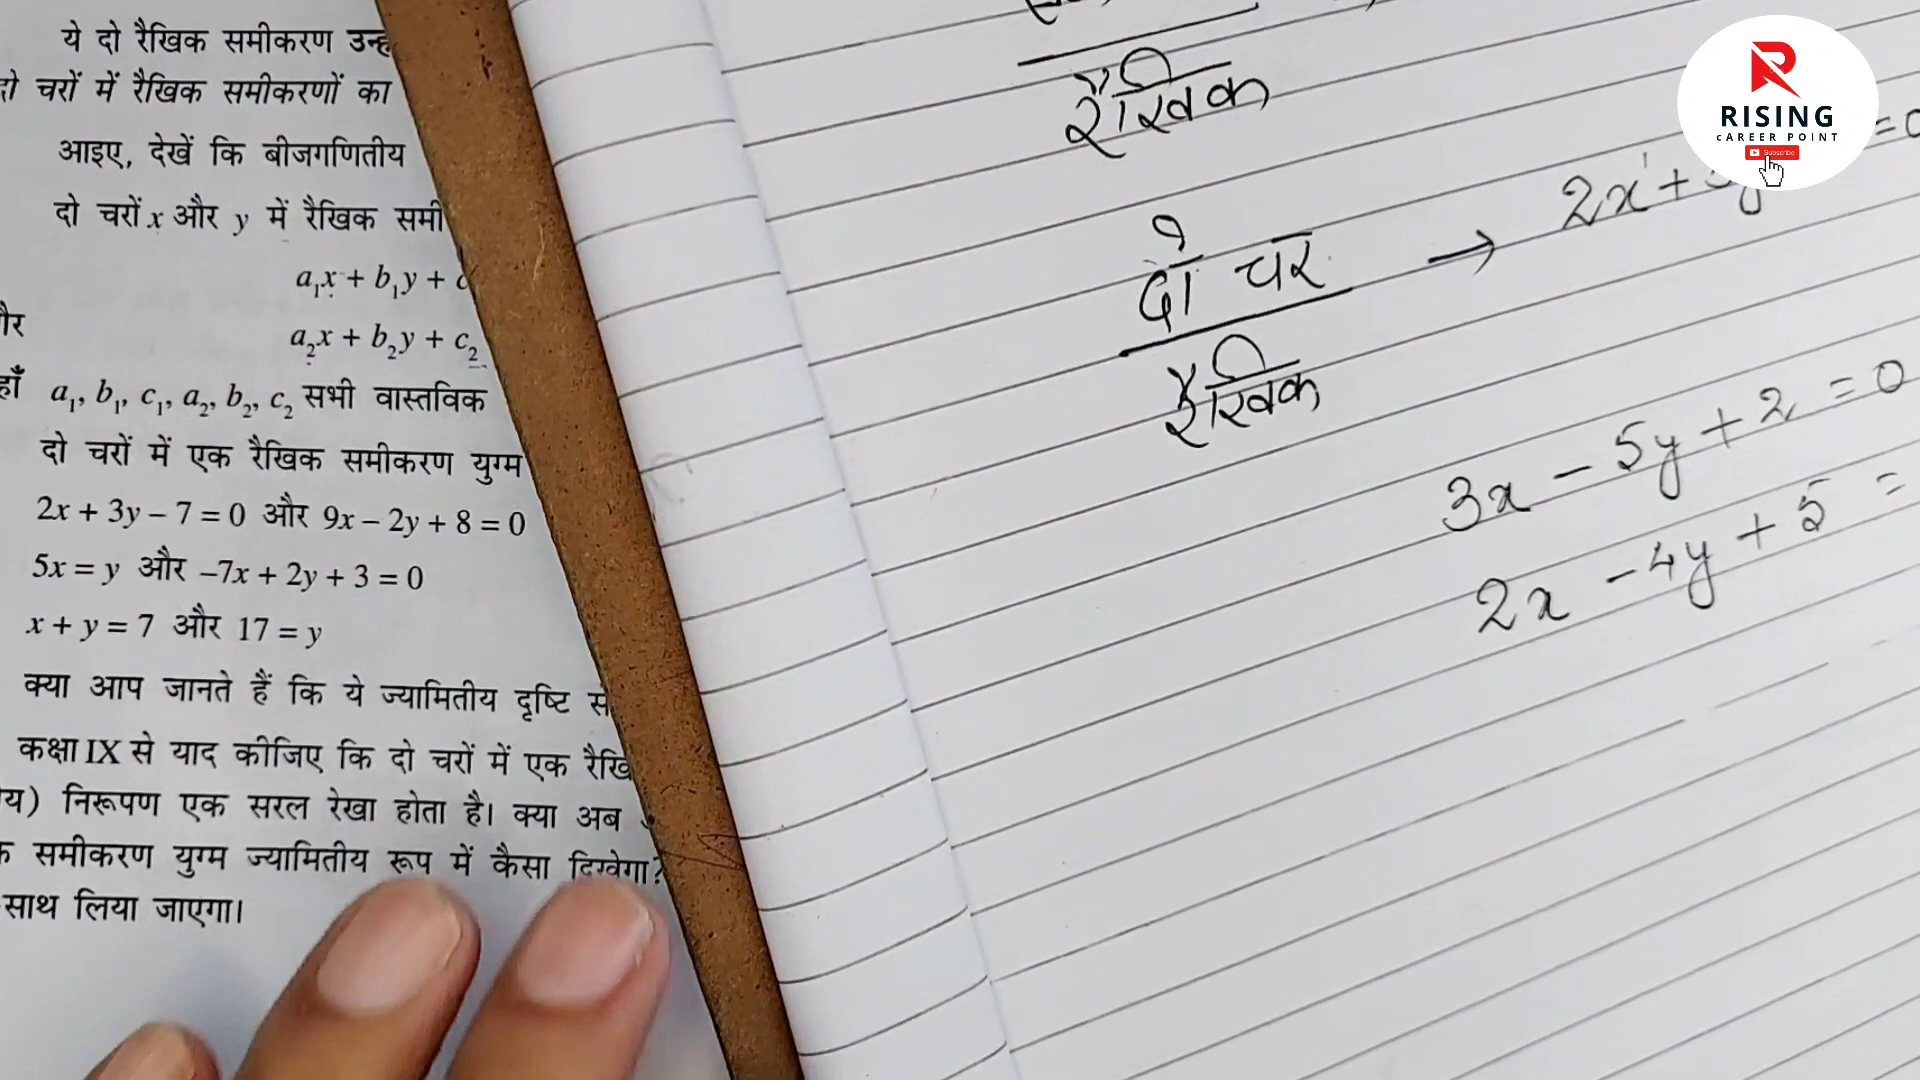 ये दो रैखिक समीकरण
दो चरों में रैखिक समीकरणों का
आइए, देखें कि बीजगणितीय
दो चरों x और y में रैखिक
a₁x + b₁y +
a₂x + b₂y + c₂
a₁, b₁, c₁, a₂, b₂, c₂ सभी वास्तविक
दो चरों में एक रैखिक समीकरण युग्म
2x + 3y – 7 = 0 और 9x – 2y + 8 = 0
5x = y और –7x + 2y + 3 = 0
x + y = 7 और 17 = y
क्या आप जानते हैं कि ये ज्यामितीय दृष्टि
कक्षा IX से याद कीजिए कि दो चरों में एक
निरूपण एक सरल रेखा होता है। क्या अब
समीकरण युग्म ज्यामितीय रूप में कैसा दिखेगा?
साथ लिया जाएगा।
रैखिक
दो चर → 2x +
रैखिक
3x – 5y + 2 = 0
2x – 4y + 5 =
RISING
CAREER POINT
Subscribe